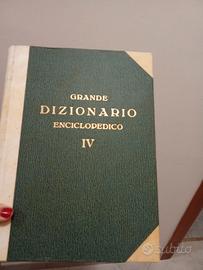 GRANDE
DIZIONARIO
ENCICLOPEDICO
IV
subito